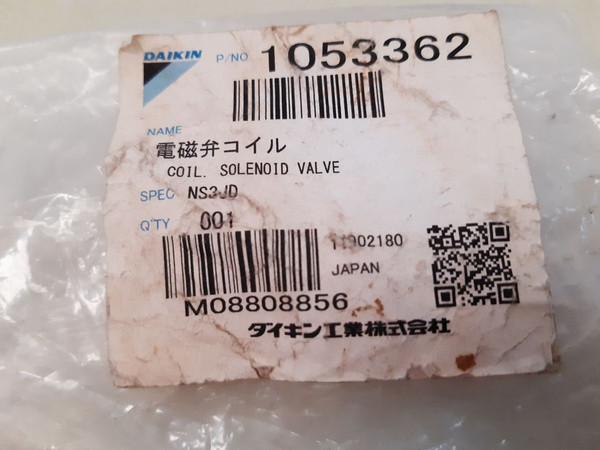 DAIKIN P/NO 1053362
NAME
電磁弁コイル
COIL. SOLENOID VALVE
SPEC NS3JD
Q'TY 001
11902180
JAPAN
M08808856
ダイキン工業株式会社